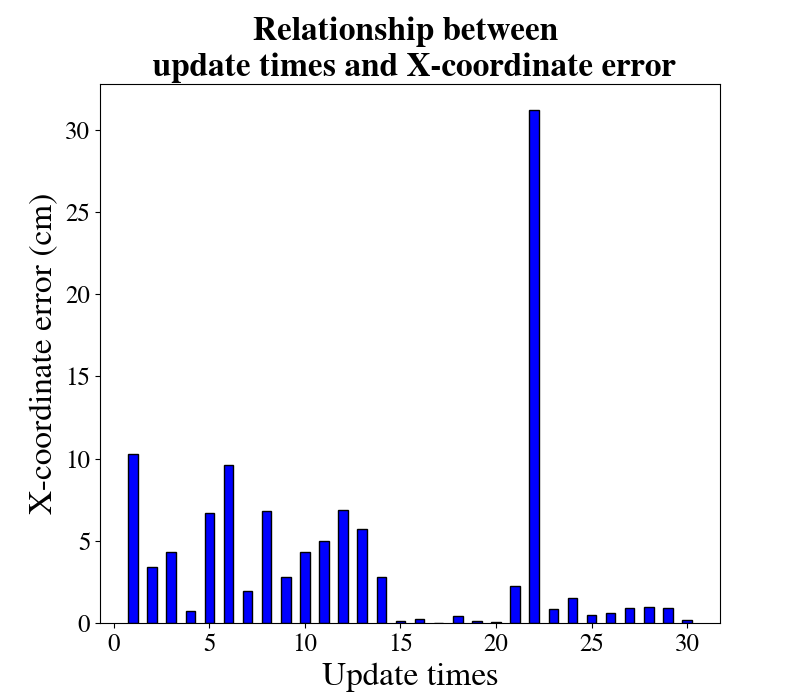 Relationship between
update times and X-coordinate error
X-coordinate error (cm)
30
25
20
15
10
5
0
0 5 10 15 20 25 30
Update times